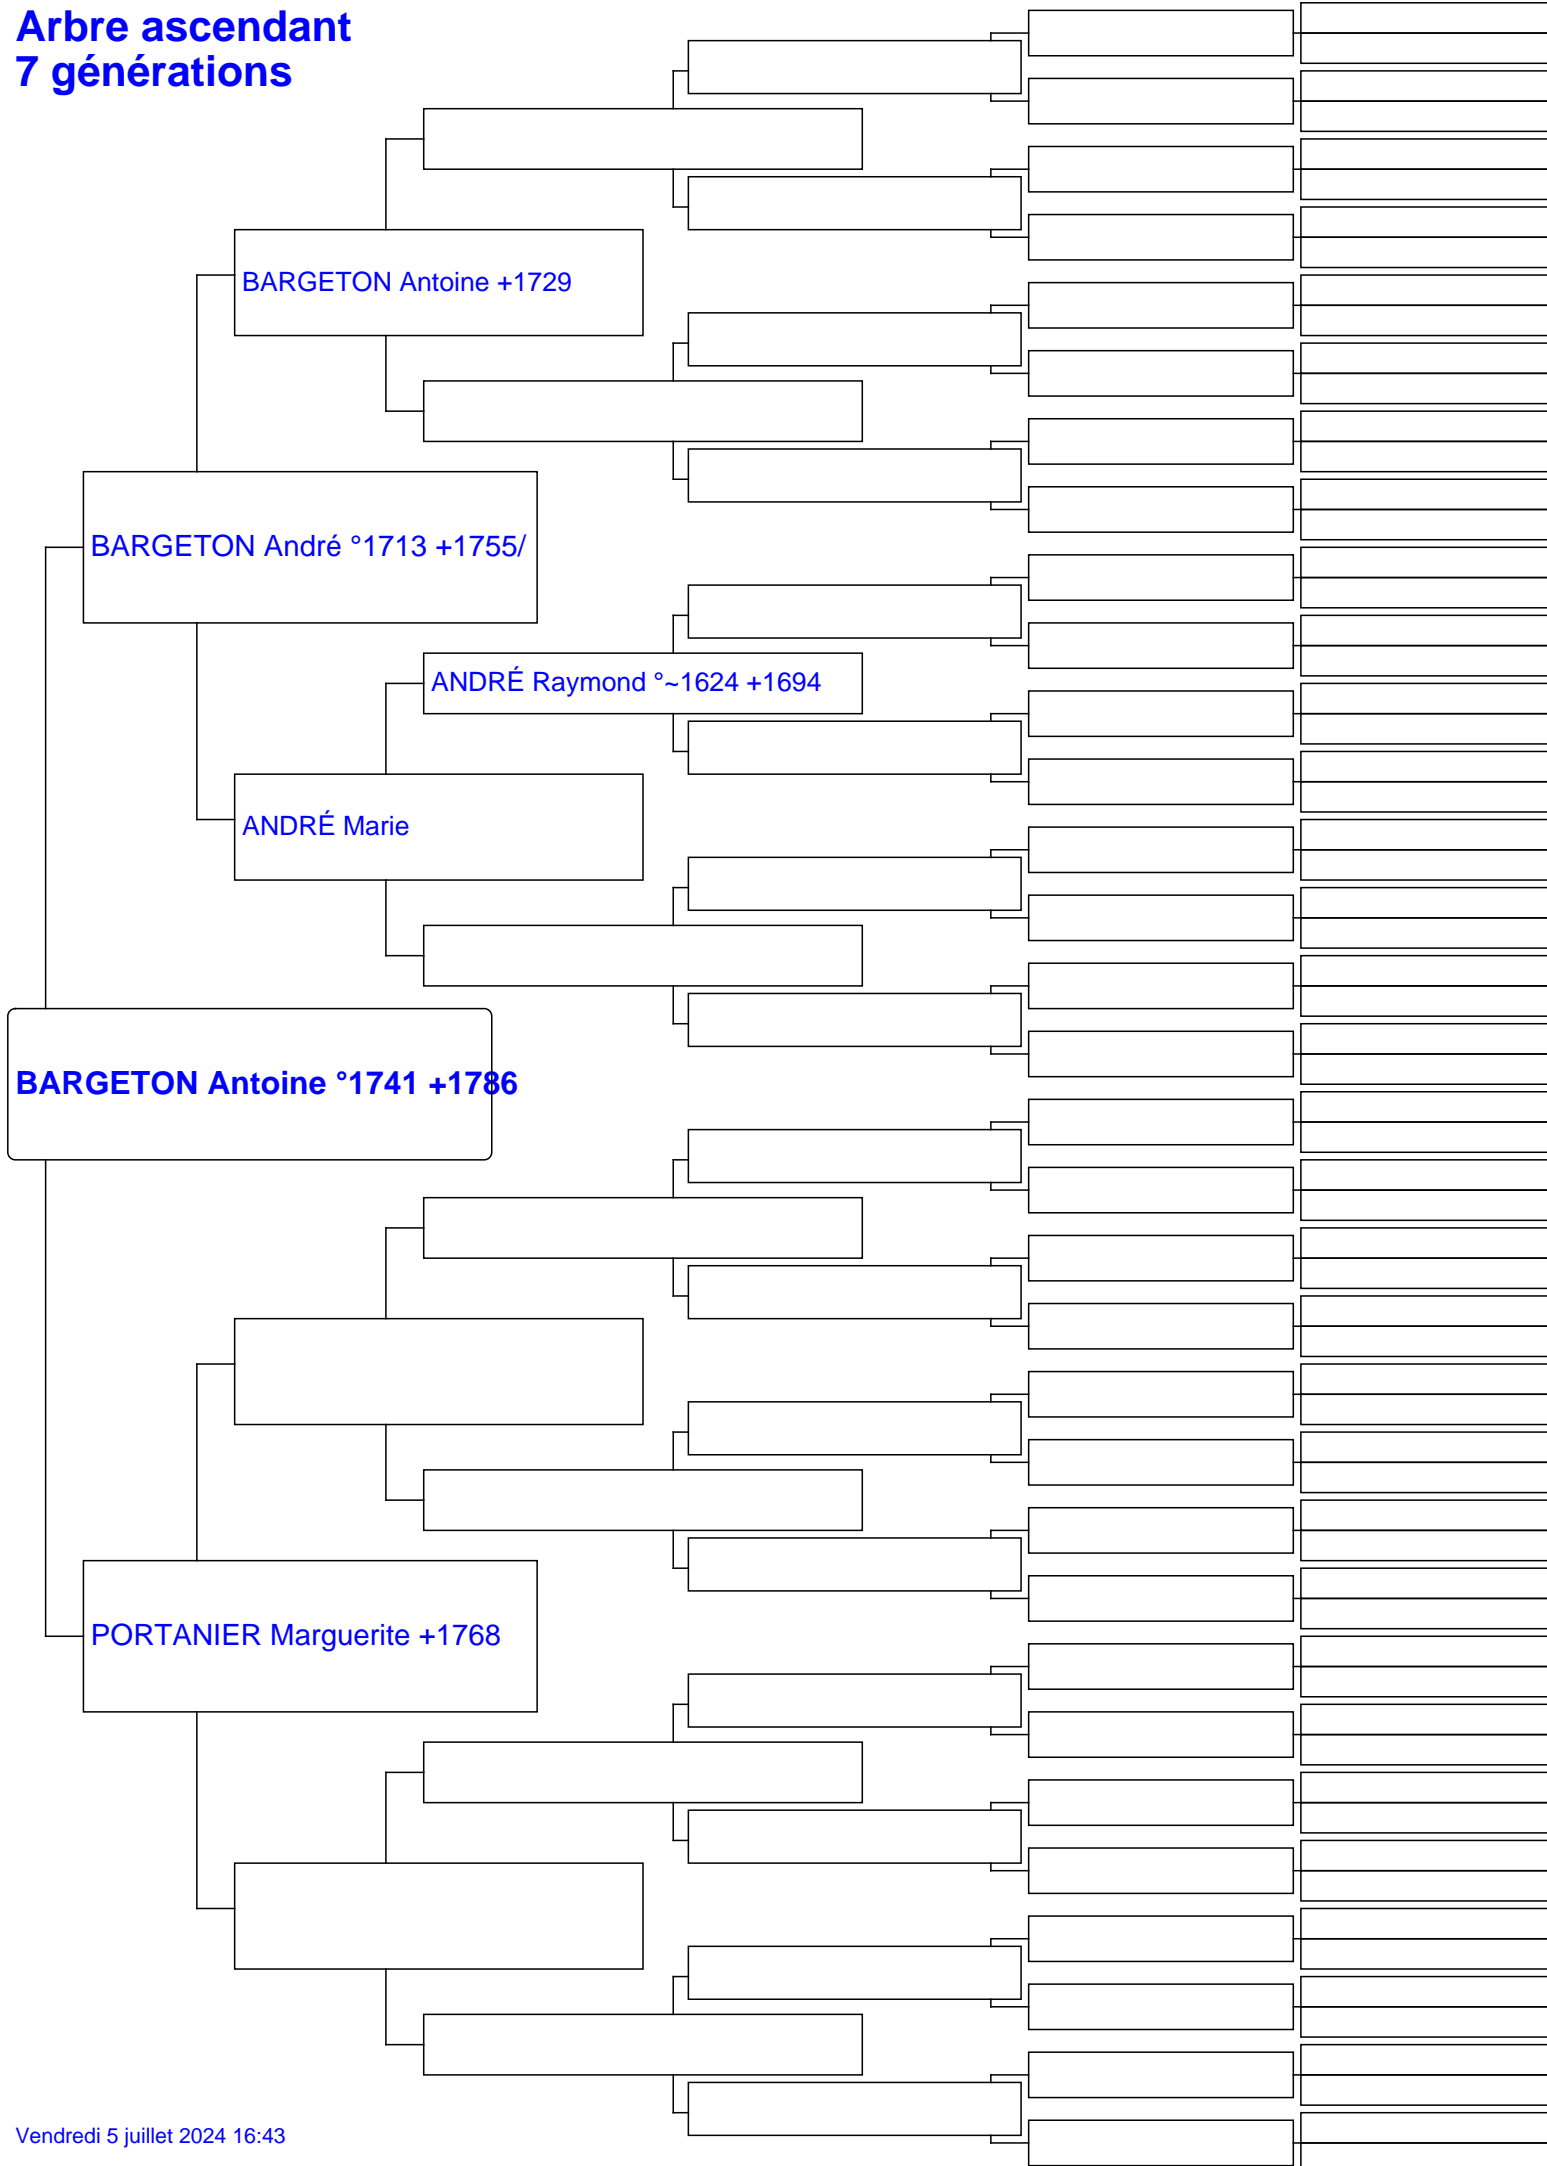 Arbre ascendant
7 générations
BARGETON Antoine +1729
BARGETON André °1713 +1755/
ANDRÉ Raymond °~1624 +1694
ANDRÉ Marie
BARGETON Antoine °1741 +1786
PORTANIER Marguerite +1768
Vendredi 5 juillet 2024 16:43